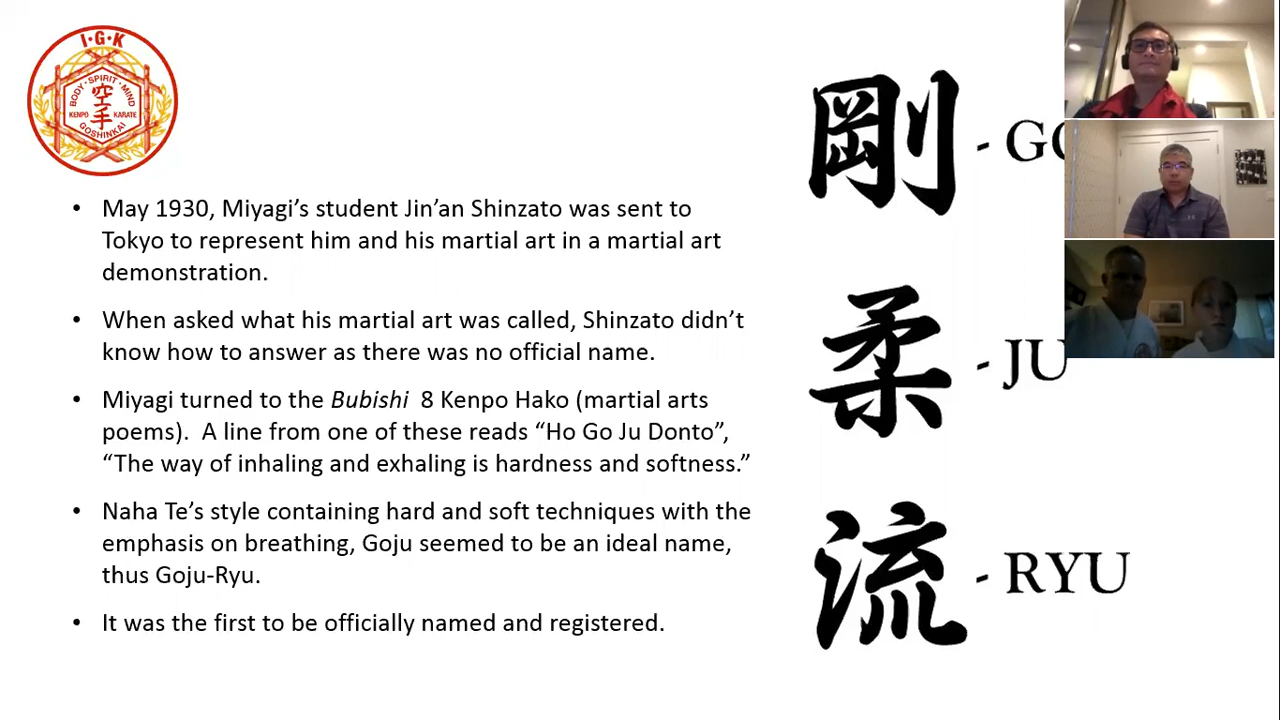 I·G·K
BODY·SPIRIT·MIND
空手
KENPO KARATE
GOSHINKAI
• May 1930, Miyagi’s student Jin’an Shinzato was sent to
Tokyo to represent him and his martial art in a martial art
demonstration.
• When asked what his martial art was called, Shinzato didn’t
know how to answer as there was no official name.
• Miyagi turned to the Bubishi 8 Kenpo Hako (martial arts
poems). A line from one of these reads “Ho Go Ju Donto”,
“The way of inhaling and exhaling is hardness and softness.”
• Naha Te’s style containing hard and soft techniques with the
emphasis on breathing, Goju seemed to be an ideal name,
thus Goju-Ryu.
• It was the first to be officially named and registered.
剛 - GO
柔 - JU
流 - RYU